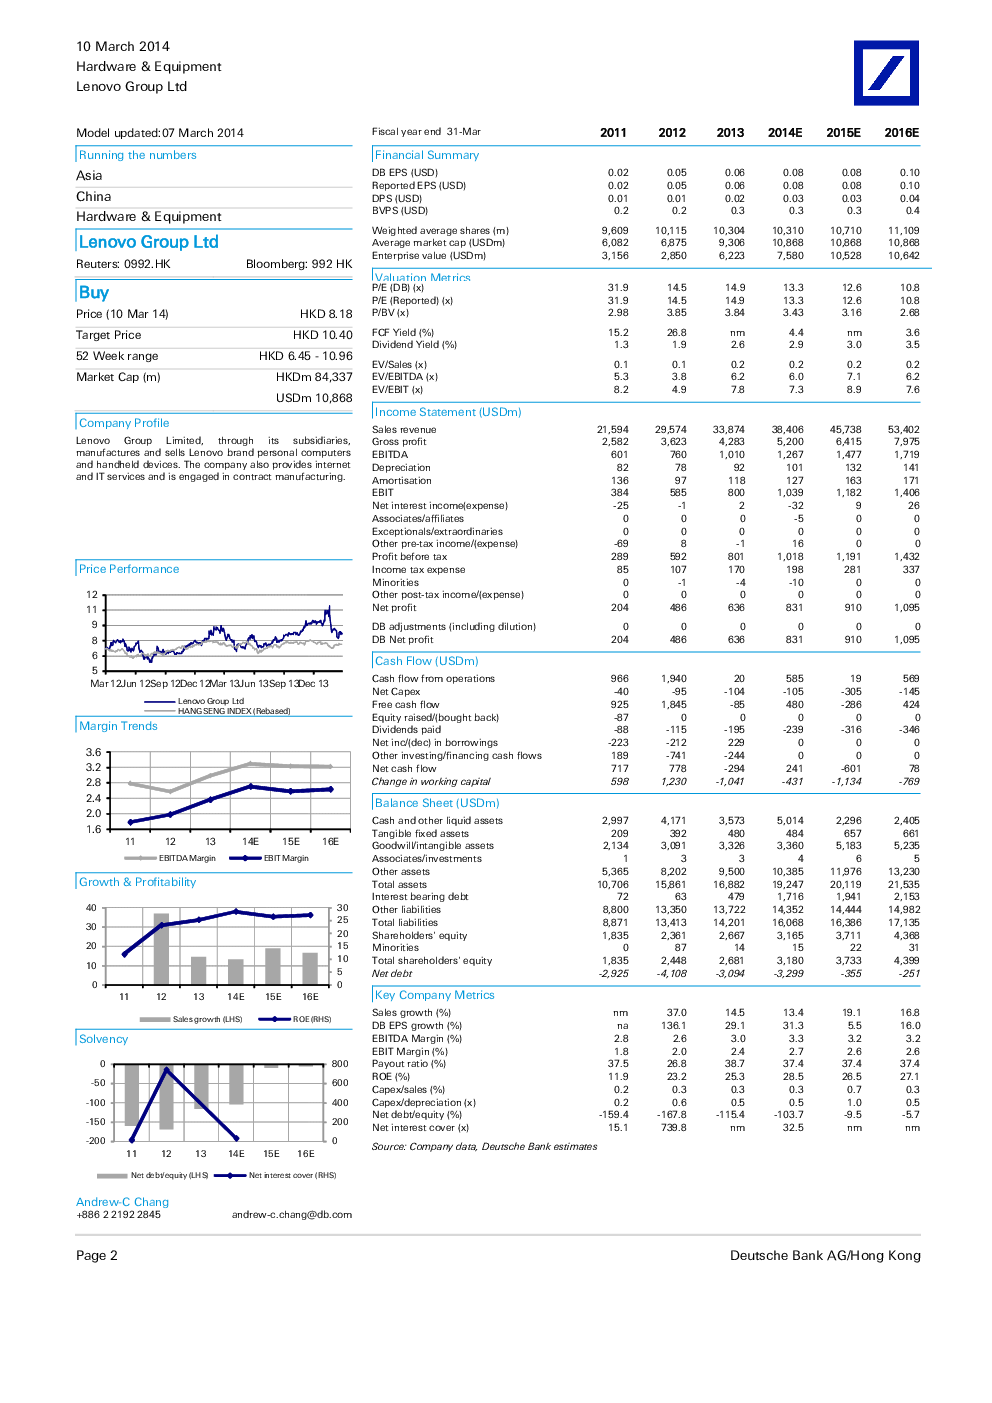 10 March 2014
Hardware & Equipment
Lenovo Group Ltd
Model updated:07 March 2014
Running the numbers
Asia
China
Hardware & Equipment
Lenovo Group Ltd
Reuters: 0992.HK Bloomberg: 992 HK
Buy
Price (10 Mar 14) HKD 8.18
Target Price HKD 10.40
52 Week range HKD 6.45 - 10.96
Market Cap (m) HKDm 84,337
USDm 10,868
Company Profile
Lenovo Group Limited, through its subsidiaries,
manufactures and sells Lenovo brand personal computers
and handheld devices. The company also provides internet
and IT services and is engaged in contract manufacturing.
Price Performance
12
11
9
8
6
5
Mar 12Jun 12Sep 12Dec 12Mar 13Jun 13Sep 13Dec 13
Lenovo Group Ltd
HANG SENG INDEX (Rebased)
Margin Trends
3.6
3.2
2.8
2.4
2.0
1.6
11 12 13 14E 15E 16E
EBITDA Margin EBIT Margin
Growth & Profitability
40 30
30 25
20 20
10 15
0 10
5
0
11 12 13 14E 15E 16E
Sales growth (LHS) ROE (RHS)
Solvency
0 800
-50 600
-100 400
-150 200
-200 0
11 12 13 14E 15E 16E
Net debt/equity (LHS) Net interest cover (RHS)
Andrew-C Chang
+886 2 2192 2845 andrew-c.chang@db.com
Fiscal year end 31-Mar 2011 2012 2013 2014E 2015E 2016E
Financial Summary
DB EPS (USD) 0.02 0.05 0.06 0.08 0.08 0.10
Reported EPS (USD) 0.02 0.05 0.06 0.08 0.08 0.10
DPS (USD) 0.01 0.01 0.02 0.03 0.03 0.04
BVPS (USD) 0.2 0.2 0.3 0.3 0.3 0.4
Weighted average shares (m) 9,609 10,115 10,304 10,310 10,710 11,109
Average market cap (USDm) 6,082 6,875 9,306 10,868 10,868 10,868
Enterprise value (USDm) 3,156 2,850 6,223 7,580 10,528 10,642
Valuation Metrics
P/E (DB) (x) 31.9 14.5 14.9 13.3 12.6 10.8
P/E (Reported) (x) 31.9 14.5 14.9 13.3 12.6 10.8
P/BV (x) 2.98 3.85 3.84 3.43 3.16 2.68
FCF Yield (%) 15.2 26.8 nm 4.4 nm 3.6
Dividend Yield (%) 1.3 1.9 2.6 2.9 3.0 3.5
EV/Sales (x) 0.1 0.1 0.2 0.2 0.2 0.2
EV/EBITDA (x) 5.3 3.8 6.2 6.0 7.1 6.2
EV/EBIT (x) 8.2 4.9 7.8 7.3 8.9 7.6
Income Statement (USDm)
Sales revenue 21,594 29,574 33,874 38,406 45,738 53,402
Gross profit 2,582 3,623 4,283 5,200 6,415 7,975
EBITDA 601 760 1,010 1,267 1,477 1,719
Depreciation 82 78 92 101 132 141
Amortisation 136 97 118 127 163 171
EBIT 384 585 800 1,039 1,182 1,406
Net interest income(expense) -25 -1 2 -32 9 26
Associates/affiliates 0 0 0 -5 0 0
Exceptionals/extraordinaries 0 0 0 0 0 0
Other pre-tax income/(expense) -69 8 -1 16 0 0
Profit before tax 289 592 801 1,018 1,191 1,432
Income tax expense 85 107 170 198 281 337
Minorities 0 -1 -4 -10 0 0
Other post-tax income/(expense) 0 0 0 0 0 0
Net profit 204 486 636 831 910 1,095
DB adjustments (including dilution) 0 0 0 0 0 0
DB Net profit 204 486 636 831 910 1,095
Cash Flow (USDm)
Cash flow from operations 966 1,940 20 585 19 569
Net Capex -40 -95 -104 -105 -305 -145
Free cash flow 925 1,845 -85 480 -286 424
Equity raised/(bought back) -87 0 0 0 0 0
Dividends paid -88 -115 -195 -239 -316 -346
Net inc/(dec) in borrowings -223 -212 229 0 0 0
Other investing/financing cash flows 189 -741 -244 0 0 0
Net cash flow 717 778 -294 241 -601 78
Change in working capital 598 1,230 -1,041 -431 -1,134 -769
Balance Sheet (USDm)
Cash and other liquid assets 2,997 4,171 3,573 5,014 2,296 2,405
Tangible fixed assets 209 392 480 484 657 661
Goodwill/intangible assets 2,134 3,091 3,326 3,360 5,183 5,235
Associates/investments 1 3 3 4 6 5
Other assets 5,365 8,202 9,500 10,385 11,976 13,230
Total assets 10,706 15,861 16,882 19,247 20,119 21,535
Interest bearing debt 72 63 479 1,716 1,941 2,153
Other liabilities 8,800 13,350 13,722 14,352 14,444 14,982
Total liabilities 8,871 13,413 14,201 16,068 16,386 17,135
Shareholders' equity 1,835 2,361 2,667 3,165 3,711 4,368
Minorities 0 87 14 15 22 31
Total shareholders' equity 1,835 2,448 2,681 3,180 3,733 4,399
Net debt -2,925 -4,108 -3,094 -3,299 -355 -251
Key Company Metrics
Sales growth (%) nm 37.0 14.5 13.4 19.1 16.8
DB EPS growth (%) na 136.1 29.1 31.3 5.5 16.0
EBITDA Margin (%) 2.8 2.6 3.0 3.3 3.2 3.2
EBIT Margin (%) 1.8 2.0 2.4 2.7 2.6 2.6
Payout ratio (%) 37.5 26.8 38.7 37.4 37.4 37.4
ROE (%) 11.9 23.2 25.3 28.5 26.5 27.1
Capex/sales (%) 0.2 0.3 0.3 0.3 0.7 0.3
Capex/depreciation (x) 0.2 0.6 0.5 0.5 1.0 0.5
Net debt/equity (%) -159.4 -167.8 -115.4 -103.7 -9.5 -5.7
Net interest cover (x) 15.1 739.8 nm 32.5 nm nm
Source: Company data, Deutsche Bank estimates
Page 2 Deutsche Bank AG/Hong Kong